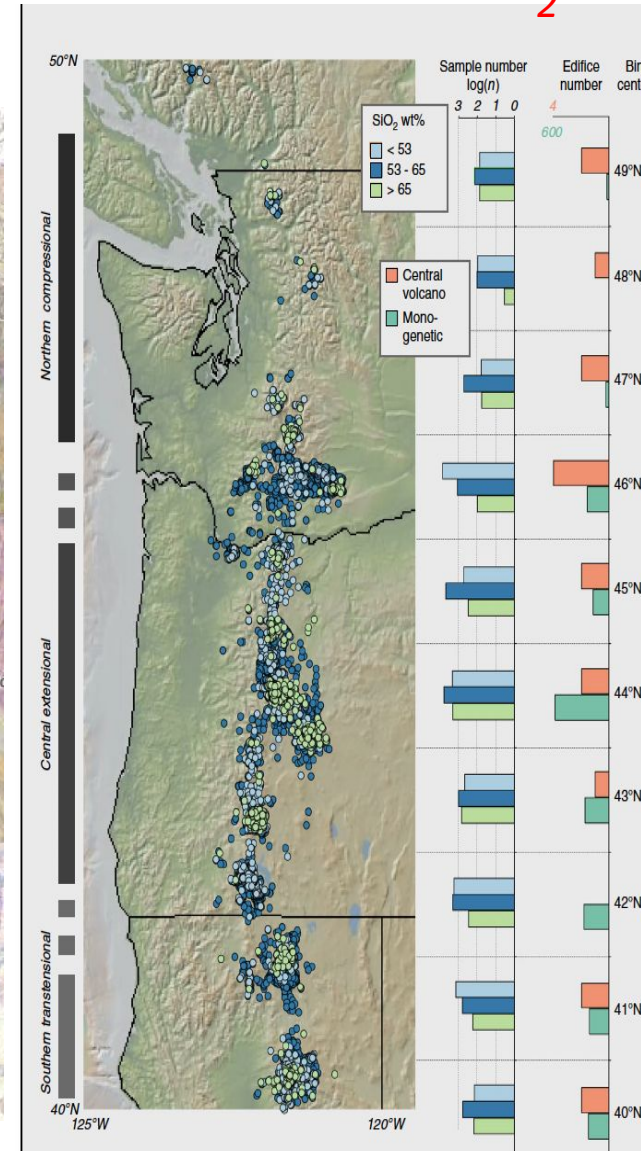 2
50°N
Sample number
log(n)
3 2 1 0
Edifice
number
4
600
Bin
cent
SiO₂ wt%
< 53
53 - 65
> 65
Central
volcano
Mono-
genetic
49°N
48°N
47°N
46°N
45°N
44°N
43°N
42°N
41°N
40°N
Northern compressional
Central extensional
Southern transtensional
40°N
125°W
120°W